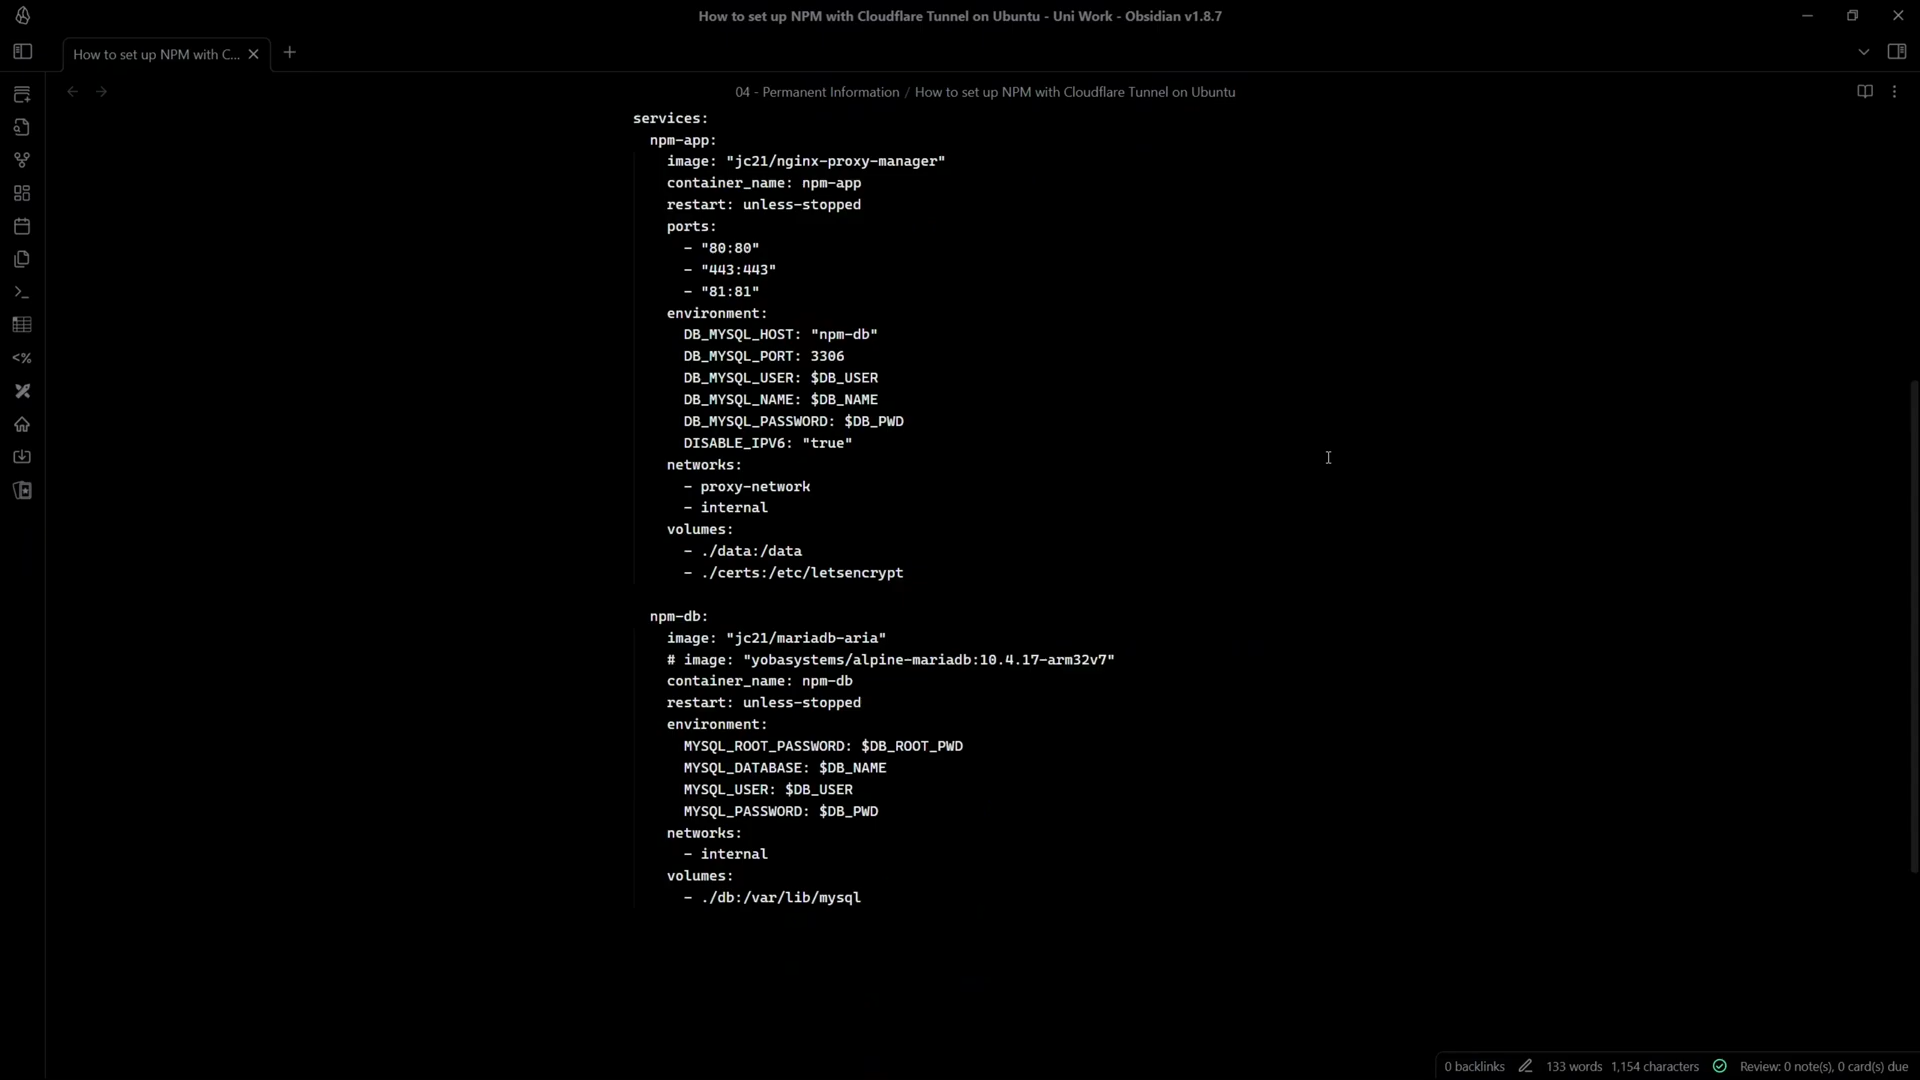 How to set up NPM with Cloudflare Tunnel on Ubuntu - Uni Work - Obsidian v1.8.7
How to set up NPM with C...
04 - Permanent Information / How to set up NPM with Cloudflare Tunnel on Ubuntu
services:
npm-app:
image: "jc21/nginx-proxy-manager"
container_name: npm-app
restart: unless-stopped
ports:
- "80:80"
- "443:443"
- "81:81"
environment:
DB_MYSQL_HOST: "npm-db"
DB_MYSQL_PORT: 3306
DB_MYSQL_USER: $DB_USER
DB_MYSQL_NAME: $DB_NAME
DB_MYSQL_PASSWORD: $DB_PWD
DISABLE_IPV6: "true"
networks:
- proxy-network
- internal
volumes:
- ./data:/data
- ./certs:/etc/letsencrypt
npm-db:
image: "jc21/mariadb-aria"
# image: "yobasystems/alpine-mariadb:10.4.17-arm32v7"
container_name: npm-db
restart: unless-stopped
environment:
MYSQL_ROOT_PASSWORD: $DB_ROOT_PWD
MYSQL_DATABASE: $DB_NAME
MYSQL_USER: $DB_USER
MYSQL_PASSWORD: $DB_PWD
networks:
- internal
volumes:
- ./db:/var/lib/mysql
0 backlinks 133 words 1,154 characters Review: 0 note(s), 0 card(s) due